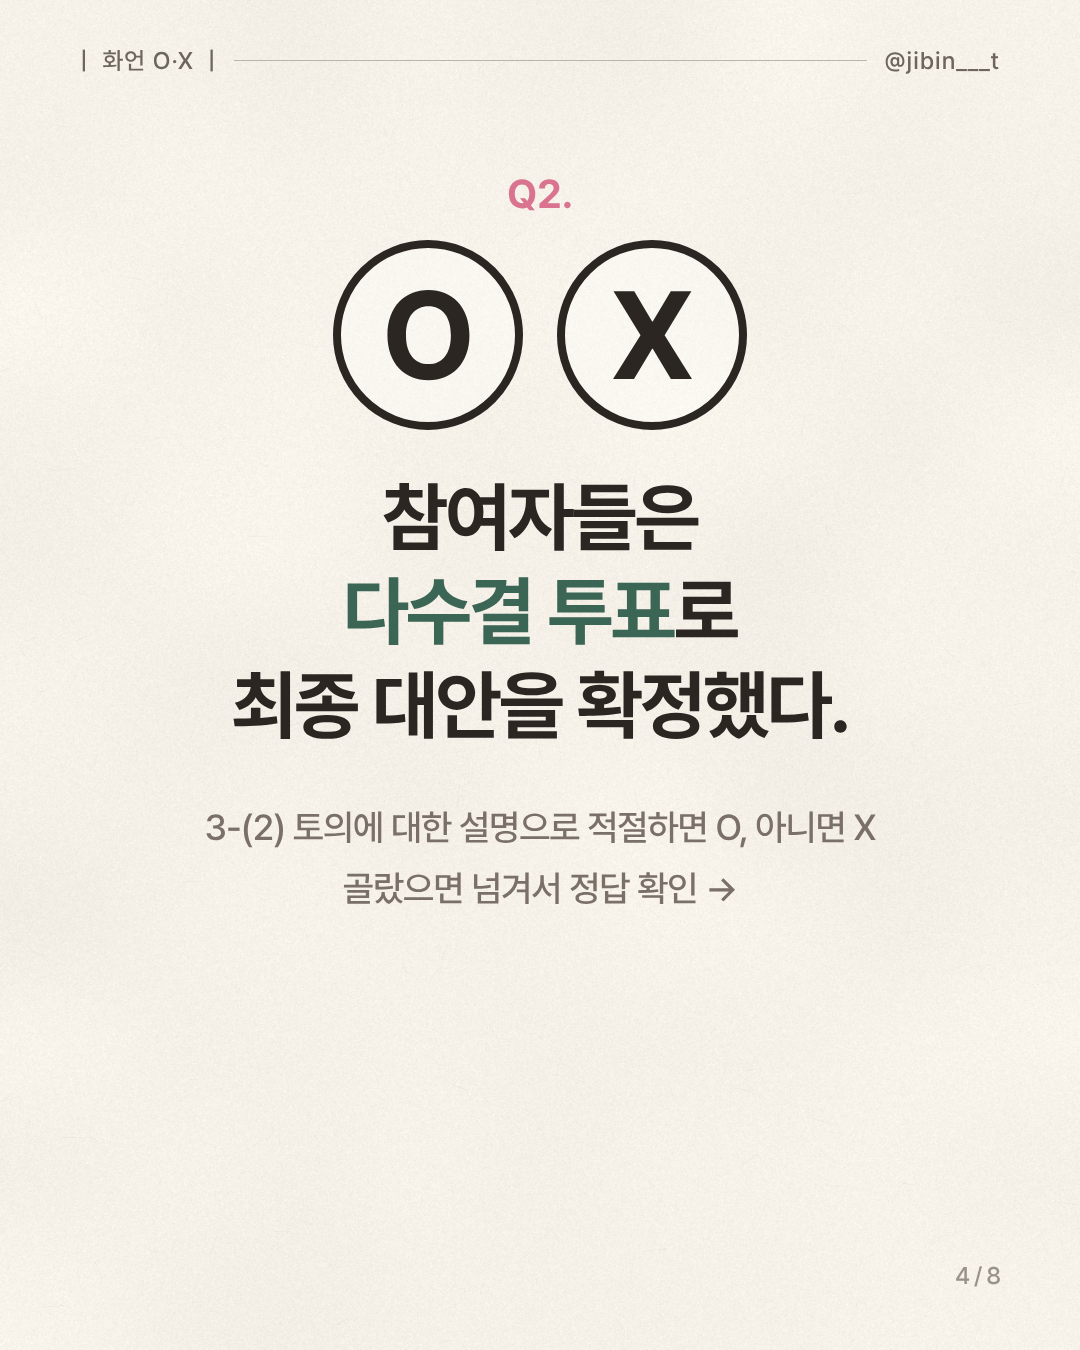 | 화언 O·X |
@jibin___t
Q2.
O X
참여자들은
다수결 투표로
최종 대안을 확정했다.
3-(2) 토의에 대한 설명으로 적절하면 O, 아니면 X
골랐으면 넘겨서 정답 확인 →
4/8